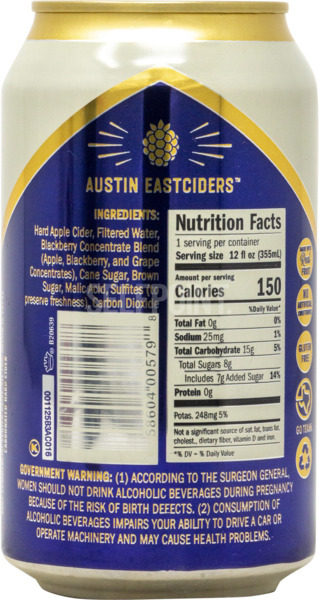 AUSTIN EASTCIDERS™
INGREDIENTS:
Hard Apple Cider, Filtered Water,
Blackberry Concentrate Blend
(Apple, Blackberry, and Grape
Concentrates), Cane Sugar, Brown
Sugar, Malic Acid, Sulfites (to
preserve freshness), Carbon Dioxide
B20639
001125B3AC016
58604 00579
K
Nutrition Facts
1 serving per container
Serving size 12 fl oz (355mL)
Amount per serving
Calories 150
%Daily Value*
Total Fat 0g 0%
Sodium 25mg 1%
Total Carbohydrate 15g 5%
Total Sugars 8g
Includes 7g Added Sugar 14%
Protein 0g
Potas. 248mg 5%
Not a significant source of sat. fat, trans fat,
cholest., dietary fiber, vitamin D and iron.
*% DV = % Daily Value
GLUTEN
FREE
GO TEXAN
GOVERNMENT WARNING: (1) ACCORDING TO THE SURGEON GENERAL,
WOMEN SHOULD NOT DRINK ALCOHOLIC BEVERAGES DURING PREGNANCY
BECAUSE OF THE RISK OF BIRTH DEFECTS. (2) CONSUMPTION OF
ALCOHOLIC BEVERAGES IMPAIRS YOUR ABILITY TO DRIVE A CAR OR
OPERATE MACHINERY AND MAY CAUSE HEALTH PROBLEMS.